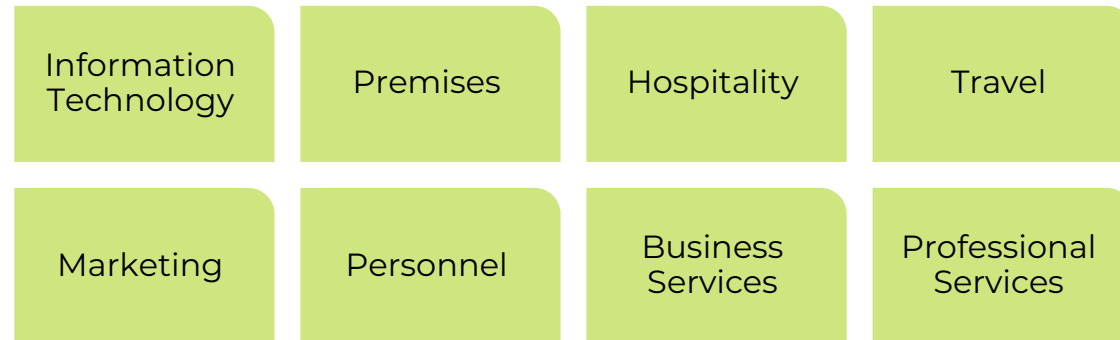 Information
Technology
Premises
Hospitality
Travel
Marketing
Personnel
Business
Services
Professional
Services